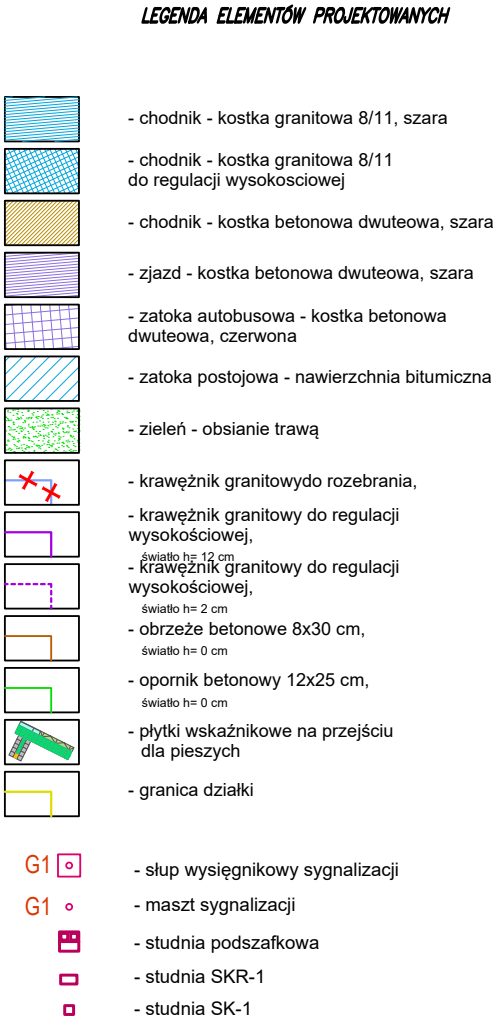 LEGENDA ELEMENTÓW PROJEKTOWANYCH
- chodnik - kostka granitowa 8/11, szara
- chodnik - kostka granitowa 8/11
do regulacji wysokosciowej
- chodnik - kostka betonowa dwuteowa, szara
- zjazd - kostka betonowa dwuteowa, szara
- zatoka autobusowa - kostka betonowa
dwuteowa, czerwona
- zatoka postojowa - nawierzchnia bitumiczna
- zieleń - obsianie trawą
- krawężnik granitowydo rozebrania,
- krawężnik granitowy do regulacji
wysokościowej,
światło h= 12 cm
- krawężnik granitowy do regulacji
wysokościowej,
światło h= 2 cm
- obrzeże betonowe 8x30 cm,
światło h= 0 cm
- opornik betonowy 12x25 cm,
światło h= 0 cm
- płytki wskaźnikowe na przejściu
dla pieszych
- granica działki
G1 - słup wysięgnikowy sygnalizacji
G1 - maszt sygnalizacji
- studnia podszafkowa
- studnia SKR-1
- studnia SK-1